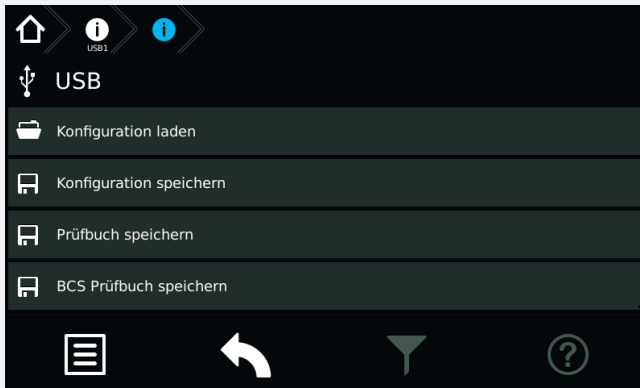 USB1
USB
Konfiguration laden
Konfiguration speichern
Prüfbuch speichern
BCS Prüfbuch speichern